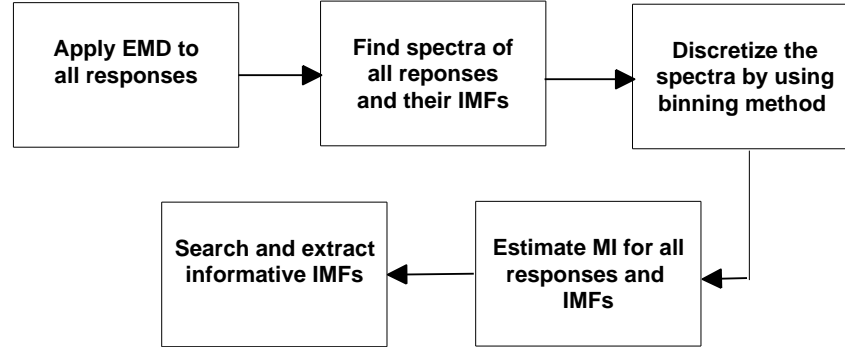 Apply EMD to
all responses
Find spectra of
all reponses
and their IMFs
Discretize the
spectra by using
binning method
Estimate MI for all
responses and
IMFs
Search and extract
informative IMFs